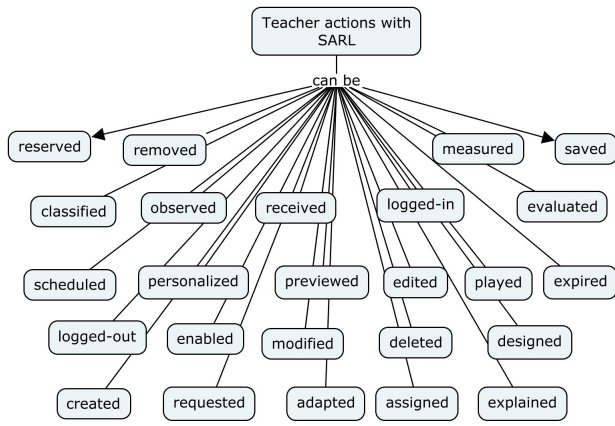 Teacher actions with
SARL
can be
reserved
removed
measured
saved
classified
observed
received
logged-in
evaluated
scheduled
personalized
previewed
edited
played
expired
logged-out
enabled
modified
deleted
designed
created
requested
adapted
assigned
explained